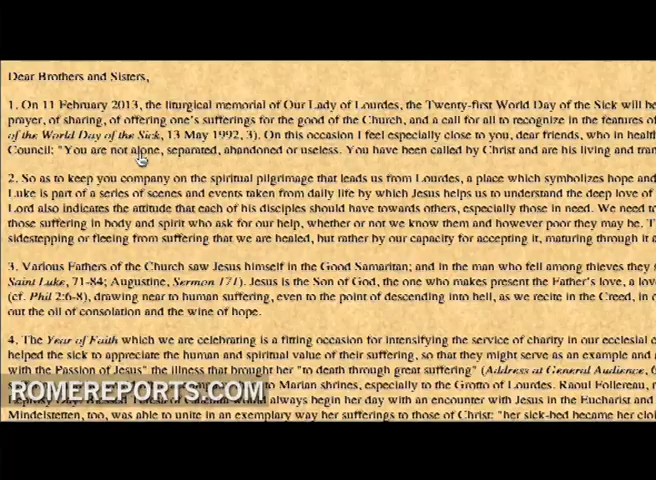 Dear Brothers and Sisters,
1. On 11 February 2013, the liturgical memorial of Our Lady of Lourdes, the Twenty-first World Day of the Sick will be
prayer, of sharing, of offering one's sufferings for the good of the Church, and a call for all to recognize in the features of
of the World Day of the Sick, 13 May 1992, 3). On this occasion I feel especially close to you, dear friends, who in health
Council: "You are not alone, separated, abandoned or useless. You have been called by Christ and are his living and tran
2. So as to keep you company on the spiritual pilgrimage that leads us from Lourdes, a place which symbolizes hope and
Luke is part of a series of scenes and events taken from daily life by which Jesus helps us to understand the deep love of
Lord also indicates the attitude that each of his disciples should have towards others, especially those in need. We need to
those suffering in body and spirit who ask for our help, whether or not we know them and however poor they may be. T
sidestepping or fleeing from suffering that we are healed, but rather by our capacity for accepting it, maturing through it a
3. Various Fathers of the Church saw Jesus himself in the Good Samaritan; and in the man who fell among thieves they s
Saint Luke, 71-84; Augustine, Sermon 171). Jesus is the Son of God, the one who makes present the Father's love, a lov
(cf. Phil 2:6-8), drawing near to human suffering, even to the point of descending into hell, as we recite in the Creed, in o
out the oil of consolation and the wine of hope.
4. The Year of Faith which we are celebrating is a fitting occasion for intensifying the service of charity in our ecclesial c
helped the sick to appreciate the human and spiritual value of their suffering, so that they might serve as an example and
with the Passion of Jesus" the illness that brought her "to death through great suffering" (Address at General Audience, 6
ROMEREPORTS.COM to Marian shrines, especially to the Grotto of Lourdes. Raoul Follereau,
always begin her day with an encounter with Jesus in the Eucharist and
Mindelstetten, too, was able to unite in an exemplary way her sufferings to those of Christ: "her sick-bed became her cloi